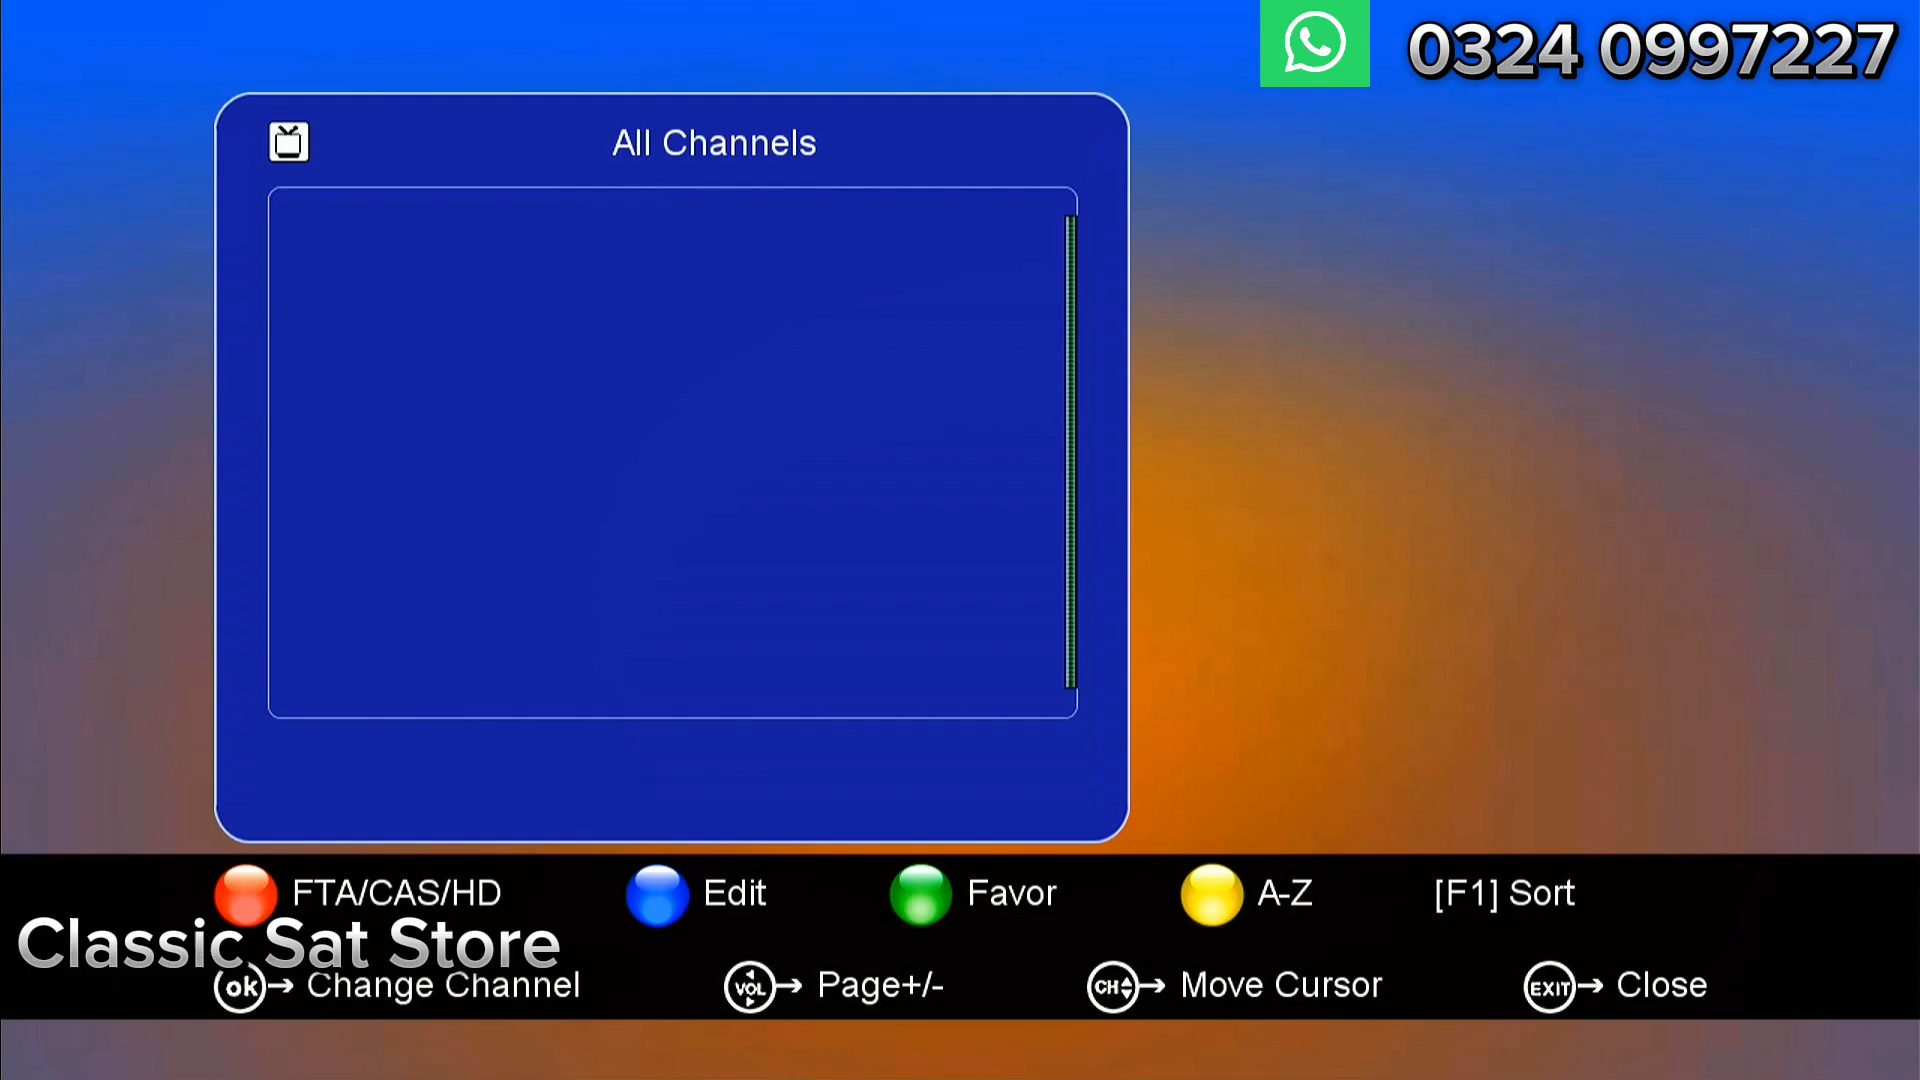 0324 0997227
All Channels
FTA/CAS/HD Edit Favor A-Z [F1] Sort
Classic Sat Store
ok Change Channel VOL Page+/- CH Move Cursor EXIT Close